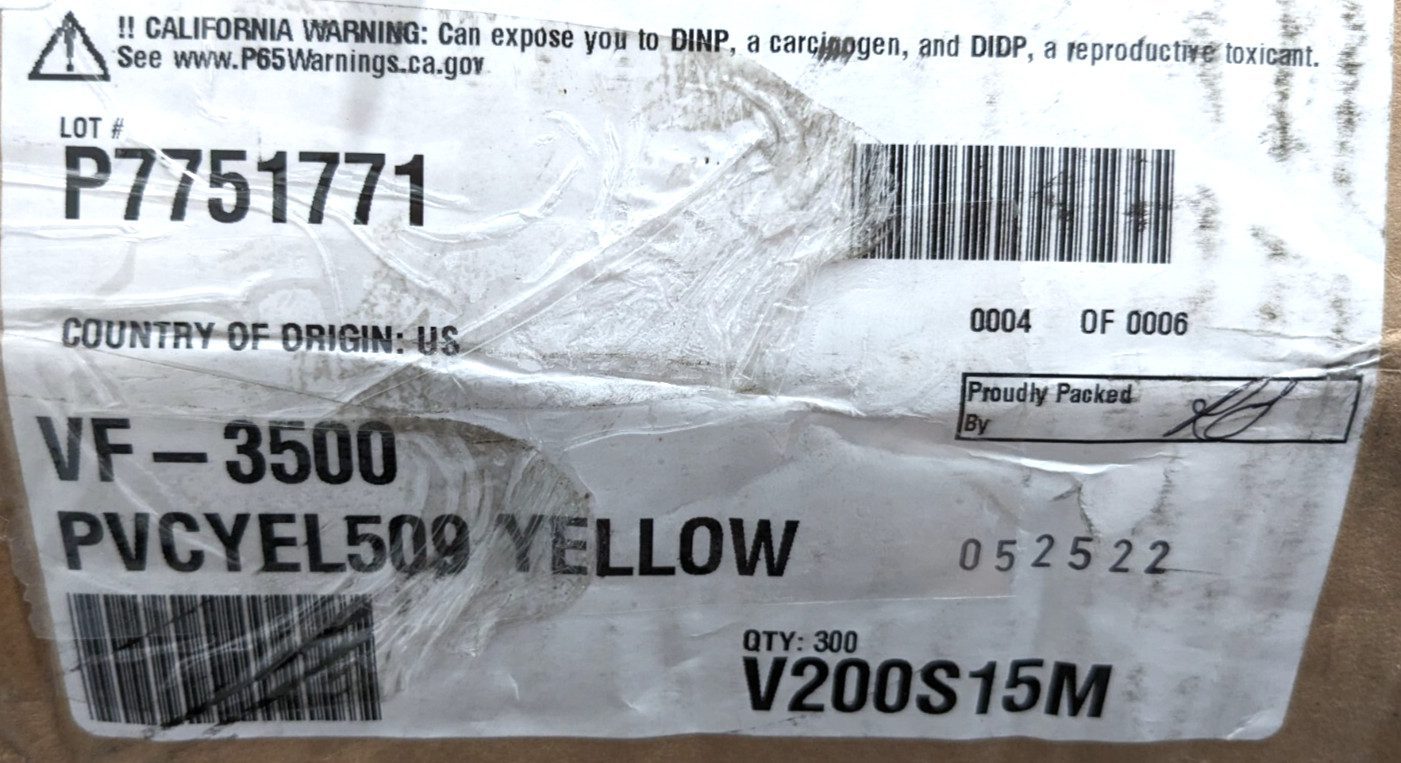 !! CALIFORNIA WARNING: Can expose you to DINP, a carcinogen, and DIDP, a reproductive toxicant.
See www.P65Warnings.ca.gov
LOT #
P7751771
0004 OF 0006
COUNTRY OF ORIGIN: US
Proudly Packed
By
VF-3500
PVCYEL509 YELLOW
052522
QTY: 300
V200S15M